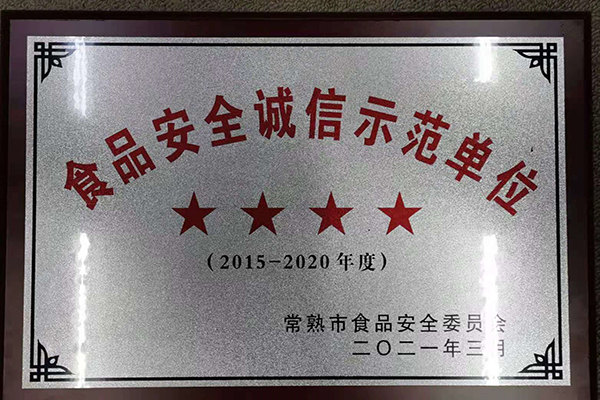 食品安全诚信示范单位
★★★★
(2015-2020年度)
常熟市食品安全委员会
二〇二一年三月